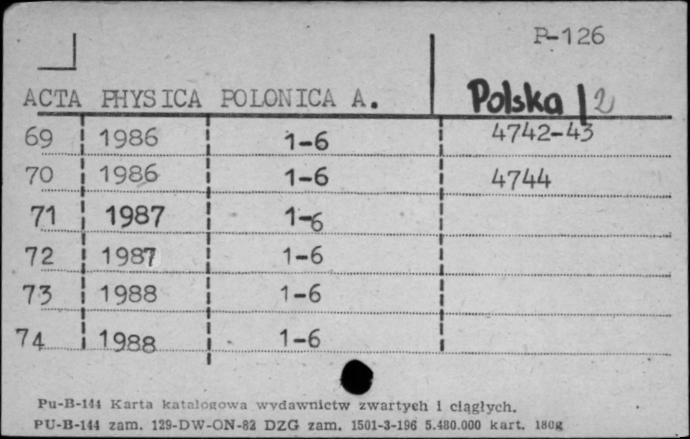 P-126
ACTA PHYSICA POLONICA A. Polska 2
69 1986 1-6 4742-43
70 1986 1-6 4744
71 1987 1-6
72 1987 1-6
73 1988 1-6
74 1988 1-6
Pu-B-144 Karta katalogowa wydawnictw zwartych i ciągłych.
PU-B-144 zam. 129-DW-ON-82 DZG zam. 1501-3-196 5.480.000 kart. 180g